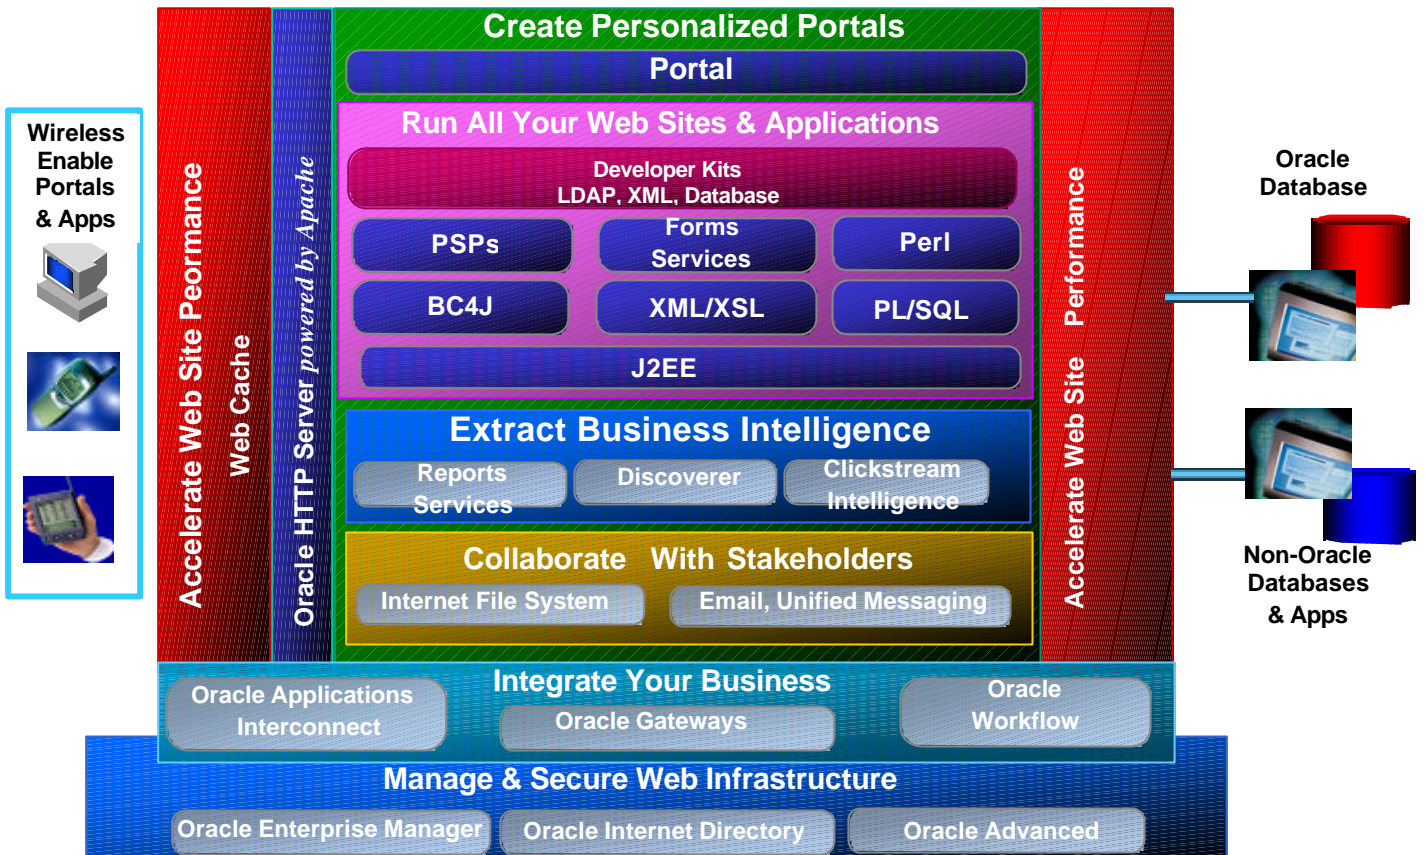 Create Personalized Portals
Portal
Wireless
Enable
Portals
& Apps
Accelerate Web Site Peormance
Web Cache
Oracle HTTP Server powered by Apache
Run All Your Web Sites & Applications
Developer Kits
LDAP, XML, Database
PSPs
Forms
Services
Perl
BC4J
XML/XSL
PL/SQL
J2EE
Extract Business Intelligence
Reports
Services
Discoverer
Clickstream
Intelligence
Collaborate With Stakeholders
Internet File System
Email, Unified Messaging
Accelerate Web Site Performance
Oracle
Database
Non-Oracle
Databases
& Apps
Integrate Your Business
Oracle Applications
Interconnect
Oracle Gateways
Oracle
Workflow
Manage & Secure Web Infrastructure
Oracle Enterprise Manager
Oracle Internet Directory
Oracle Advanced